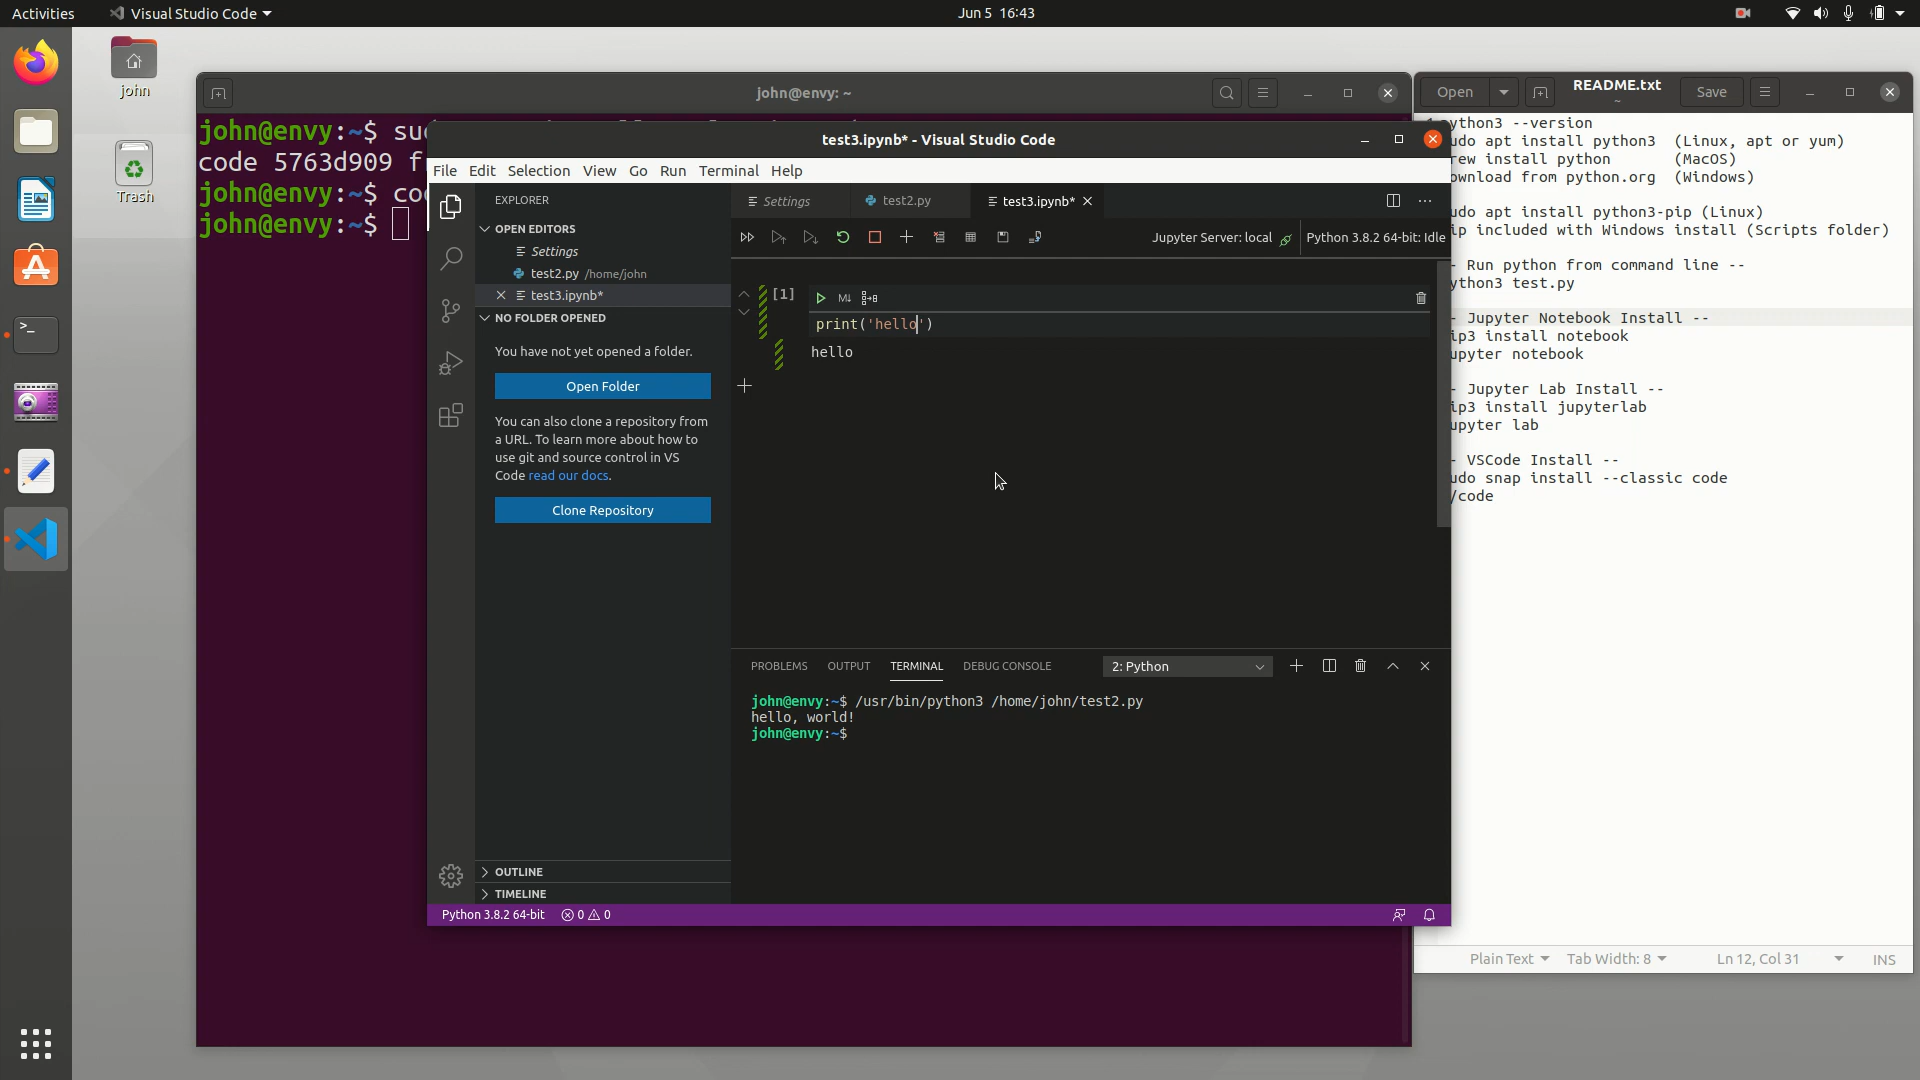 Activities
Visual Studio Code
Jun 5 16:43
john
Trash
john@envy: ~
john@envy:~$
code 5763d909
john@envy:~$
john@envy:~$
test3.ipynb* - Visual Studio Code
File Edit Selection View Go Run Terminal Help
EXPLORER
OPEN EDITORS
Settings
test2.py /home/john
test3.ipynb*
NO FOLDER OPENED
You have not yet opened a folder.
Open Folder
You can also clone a repository from
a URL. To learn more about how to
use git and source control in VS
Code read our docs.
Clone Repository
OUTLINE
TIMELINE
Settings
test2.py
test3.ipynb*
Jupyter Server: local
Python 3.8.2 64-bit: Idle
[1]
M↓
print('hello')
hello
PROBLEMS OUTPUT TERMINAL DEBUG CONSOLE
2: Python
john@envy:~$ /usr/bin/python3 /home/john/test2.py
hello, world!
john@envy:~$
Python 3.8.2 64-bit
0
0
Open
README.txt
~
Save
ython3 --version
udo apt install python3 (Linux, apt or yum)
rew install python (MacOS)
ownload from python.org (Windows)
udo apt install python3-pip (Linux)
ip included with Windows install (Scripts folder)
- Run python from command line --
ython3 test.py
- Jupyter Notebook Install --
ip3 install notebook
upyter notebook
- Jupyter Lab Install --
ip3 install jupyterlab
upyter lab
- VSCode Install --
udo snap install --classic code
/code
Plain Text
Tab Width: 8
Ln 12, Col 31
INS